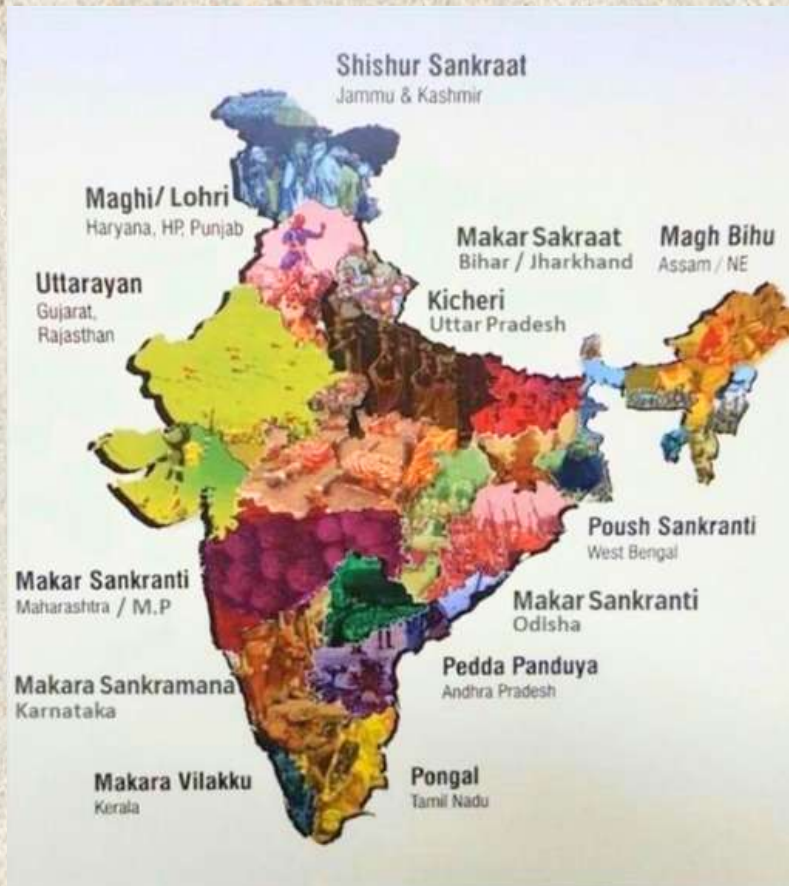 Shishur Sankraat
Jammu & Kashmir
Maghi/ Lohri
Haryana, HP, Punjab
Makar Sakraat
Bihar / Jharkhand
Magh Bihu
Assam / NE
Uttarayan
Gujarat,
Rajasthan
Kicheri
Uttar Pradesh
Poush Sankranti
West Bengal
Makar Sankranti
Maharashtra / M.P
Makar Sankranti
Odisha
Pedda Panduya
Andhra Pradesh
Makara Sankramana
Karnataka
Makara Vilakku
Kerala
Pongal
Tamil Nadu